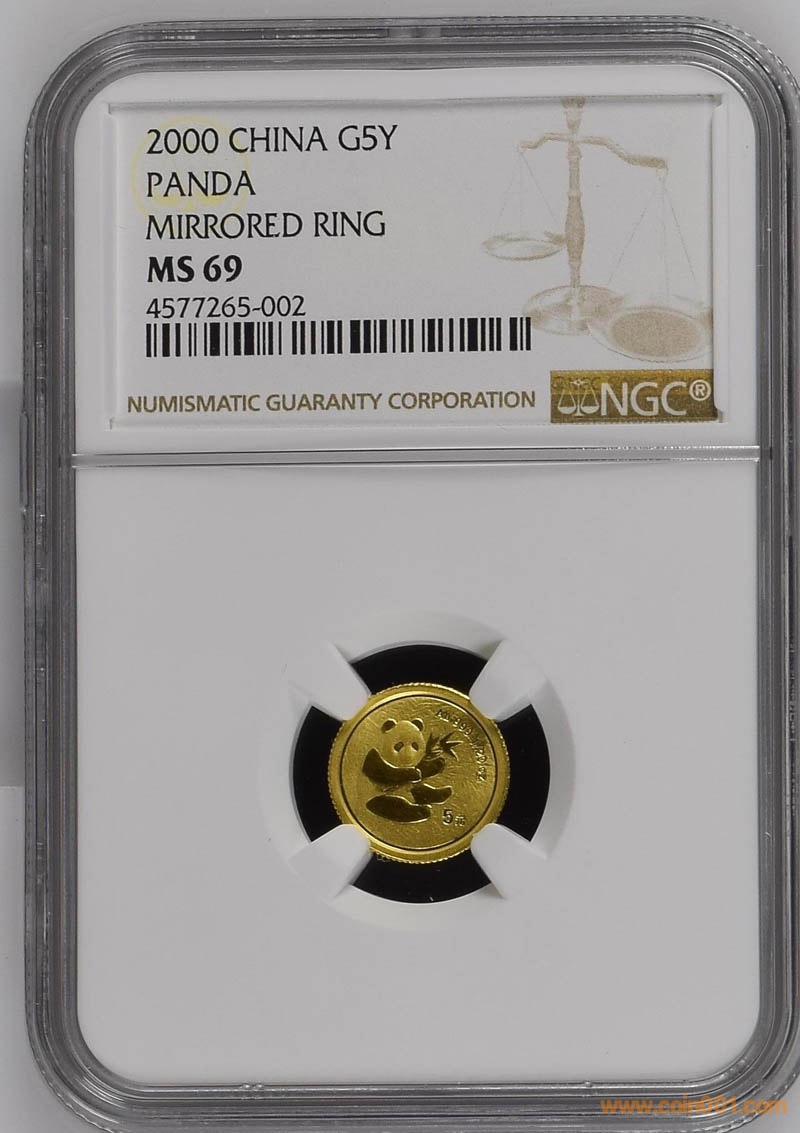 2000 CHINA G5Y
PANDA
MIRRORED RING
MS 69
4577265-002
NUMISMATIC GUARANTY CORPORATION
NGC®
5元
www.coin001.com